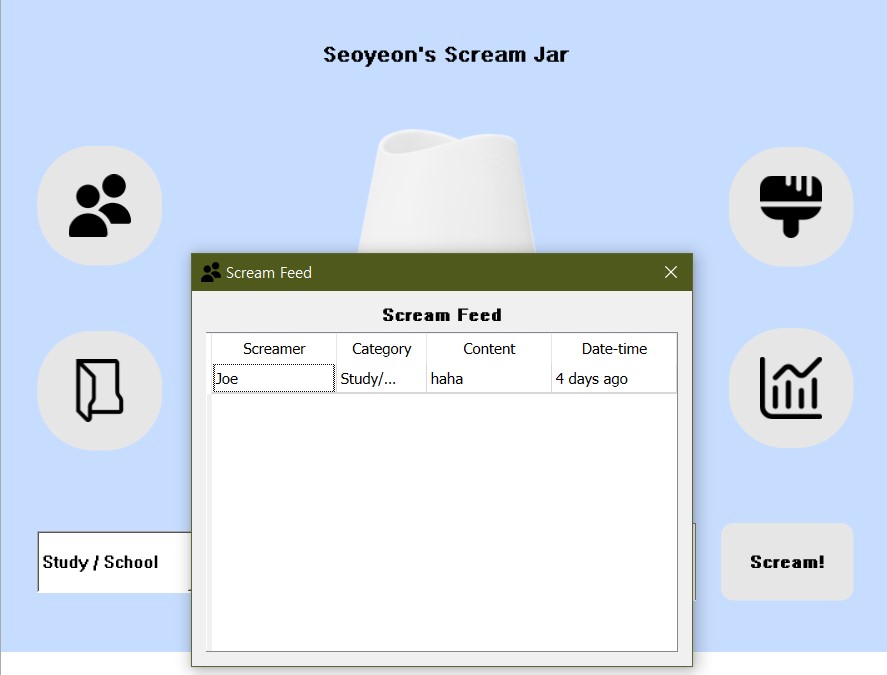 Seoyeon's Scream Jar
Scream Feed
Scream Feed
Screamer Category Content Date-time
Joe Study/... haha 4 days ago
Study / School
Scream!